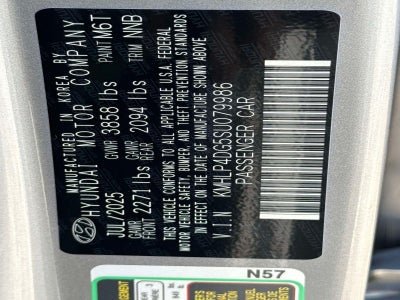 MANUFACTURED IN KOREA BY
HYUNDAI MOTOR COMPANY
JUL/2025 GVWR 3858 lbs PAINT M6T
GAWR FRONT 2271 lbs GAWR REAR 2094 lbs TRIM NNB
THIS VEHICLE CONFORMS TO ALL APPLICABLE U.S.A. FEDERAL
MOTOR VEHICLE SAFETY, BUMPER, AND THEFT PREVENTION
STANDARDS IN EFFECT ON THE DATE OF MANUFACTURE SHOWN ABOVE
V.I.N KMHLP4DG5SU079986
PASSENGER CAR
N57